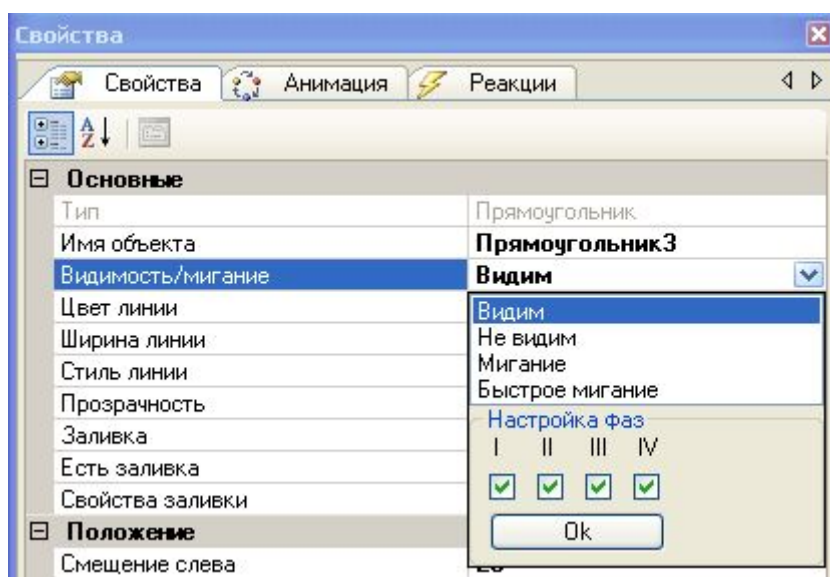 Свойства
Свойства Анимация Реакции
Основные
Тип Прямоугольник
Имя объекта Прямоугольник3
Видимость/мигание Видим
Цвет линии
Ширина линии
Стиль линии
Прозрачность
Заливка
Есть заливка
Свойства заливки
Видим
Не видим
Мигание
Быстрое мигание
Настройка фаз
I II III IV
Ok
Положение
Смещение слева